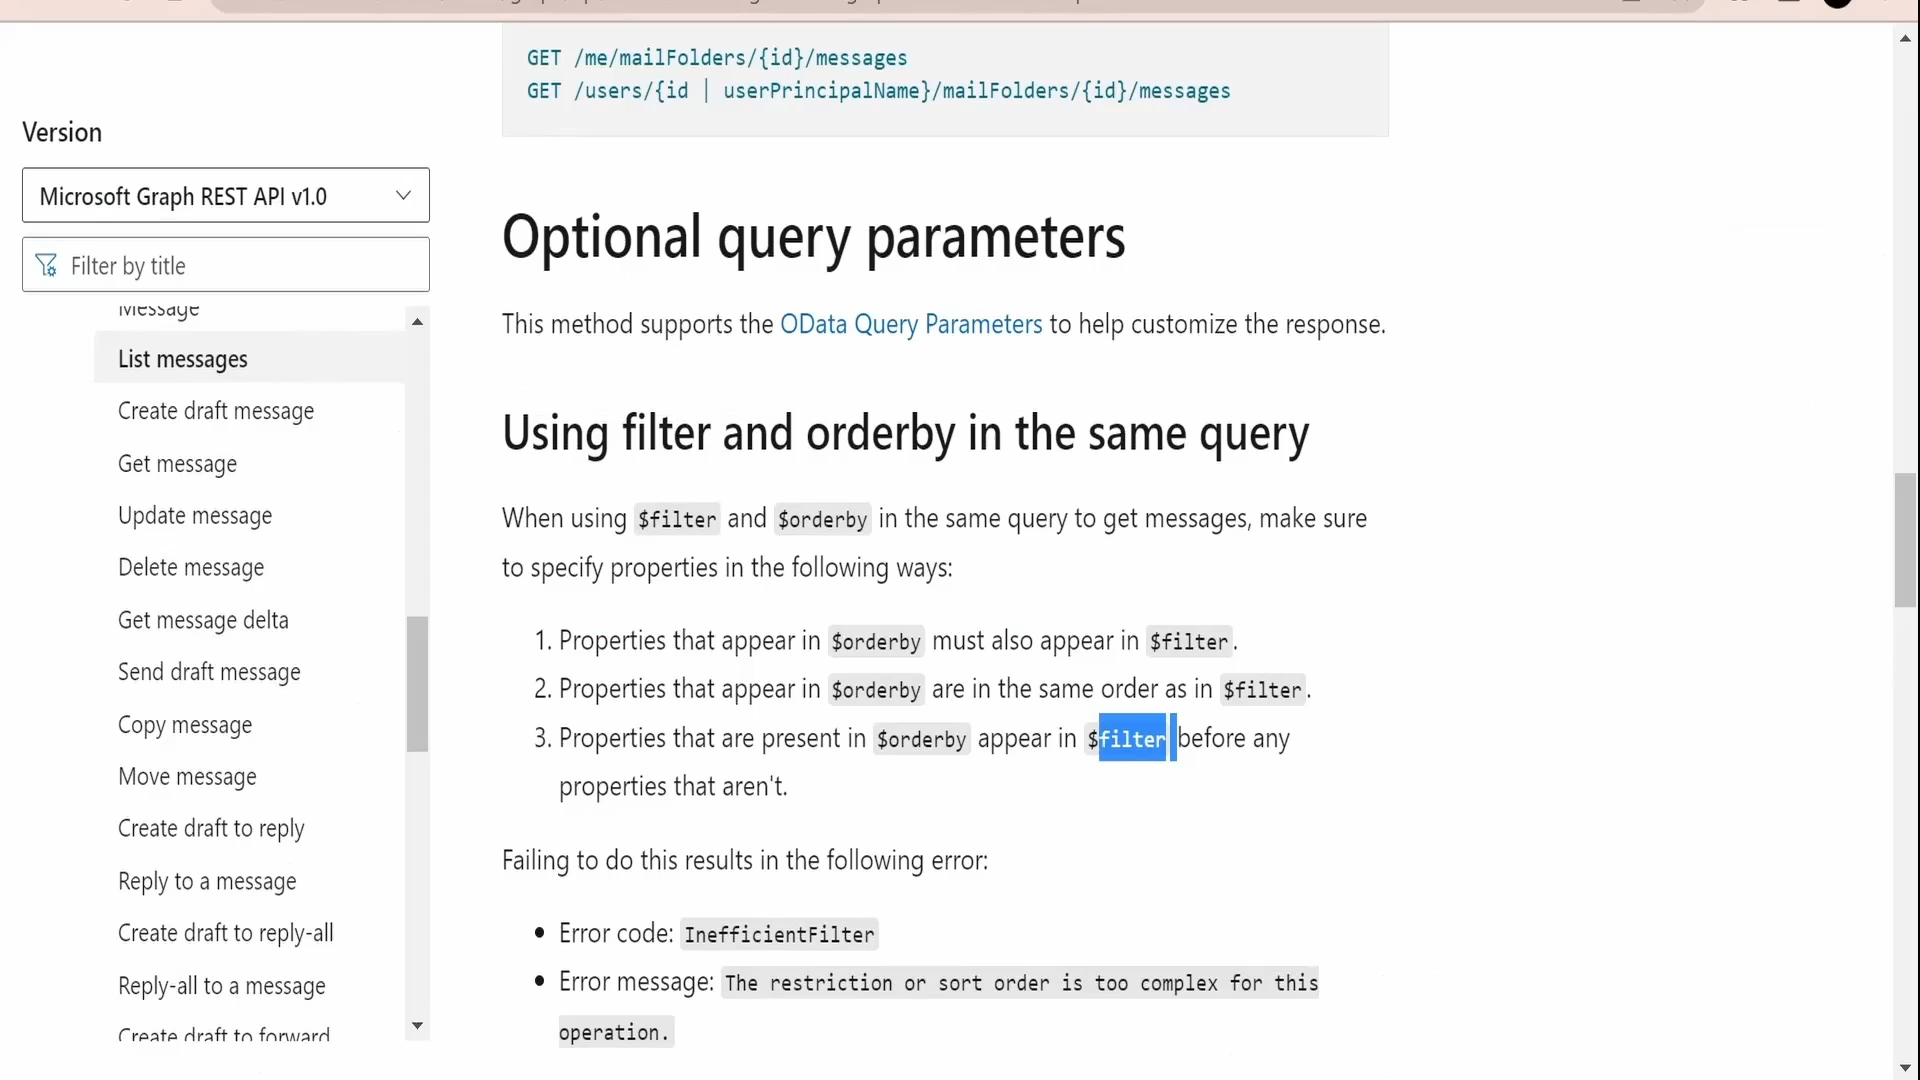 GET /me/mailFolders/{id}/messages
GET /users/{id | userPrincipalName}/mailFolders/{id}/messages
Version
Microsoft Graph REST API v1.0
Filter by title
Message
List messages
Create draft message
Get message
Update message
Delete message
Get message delta
Send draft message
Copy message
Move message
Create draft to reply
Reply to a message
Create draft to reply-all
Reply-all to a message
Create draft to forward
Optional query parameters
This method supports the OData Query Parameters to help customize the response.
Using filter and orderby in the same query
When using $filter and $orderby in the same query to get messages, make sure
to specify properties in the following ways:
1. Properties that appear in $orderby must also appear in $filter.
2. Properties that appear in $orderby are in the same order as in $filter.
3. Properties that are present in $orderby appear in $filter before any
properties that aren't.
Failing to do this results in the following error:
• Error code: InefficientFilter
• Error message: The restriction or sort order is too complex for this
operation.